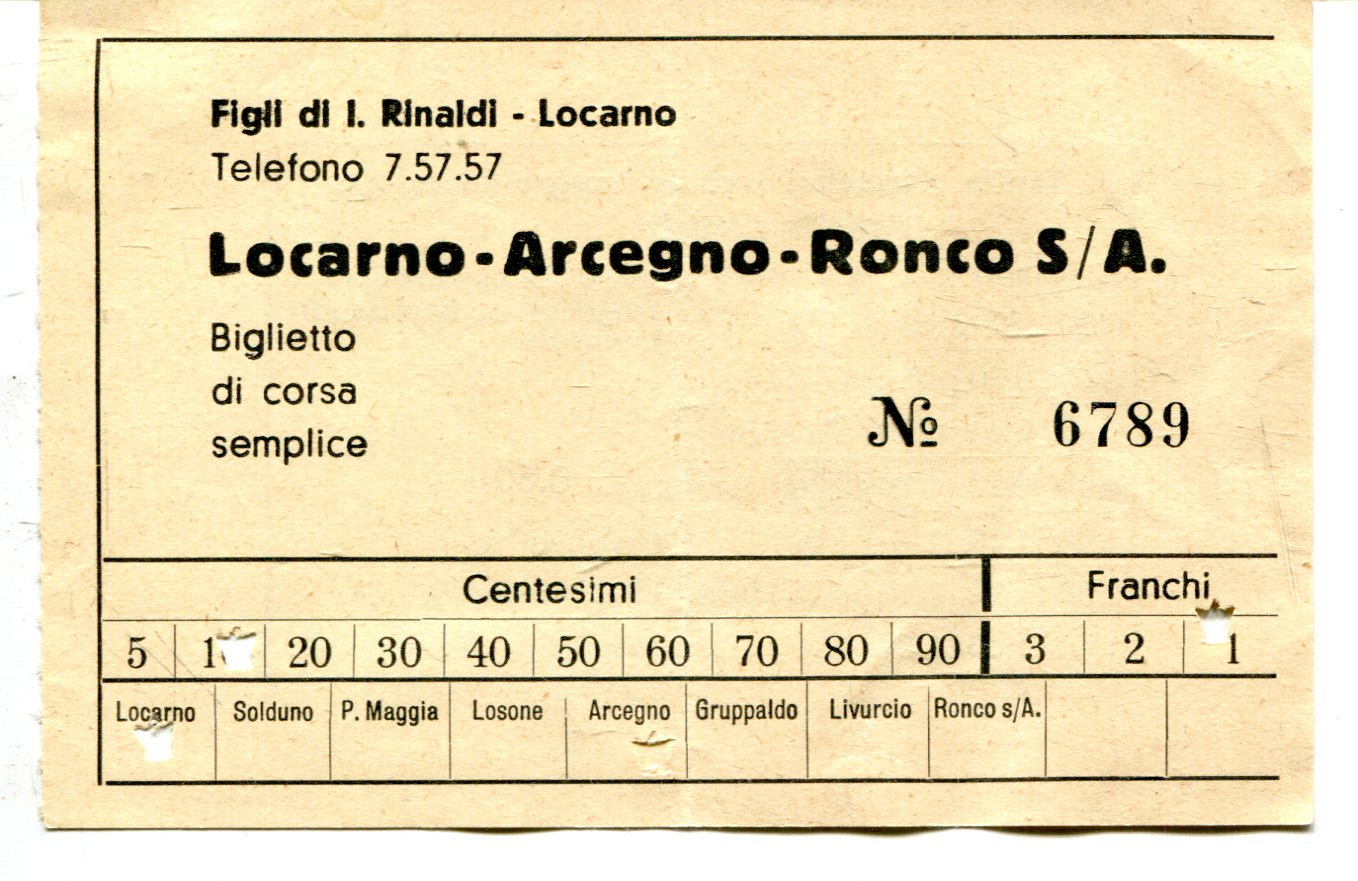 Figli di I. Rinaldi - Locarno
Telefono 7.57.57
Locarno-Arcegno-Ronco S/A.
Biglietto
di corsa
semplice
№ 6789
Centesimi Franchi
5 10 20 30 40 50 60 70 80 90 3 2 1
Locarno Solduno P. Maggia Losone Arcegno Gruppaldo Livurcio Ronco s/A.